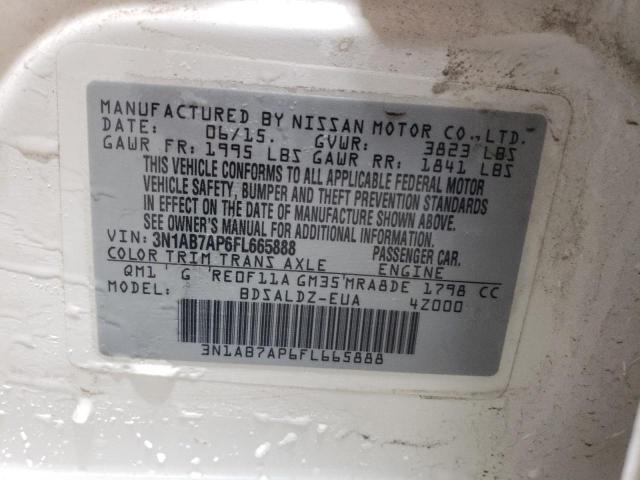 MANUFACTURED BY NISSAN MOTOR CO., LTD.
DATE: 06/15. GVWR: 3823 LBS
GAWR FR: 1995 LBS GAWR RR: 1841 LBS
THIS VEHICLE CONFORMS TO ALL APPLICABLE FEDERAL MOTOR
VEHICLE SAFETY, BUMPER AND THEFT PREVENTION STANDARDS
IN EFFECT ON THE DATE OF MANUFACTURE SHOWN ABOVE.
SEE OWNER'S MANUAL FOR ADDITIONAL INFORMATION.
VIN: 3N1AB7AP6FL665888 PASSENGER CAR.
COLOR TRIM TRANS AXLE ENGINE
QM1 G RE0F11A GM35 MRA8DE 1798 CC
BDSALDZ-EUA 4Z000
3N1AB7AP6FL665888